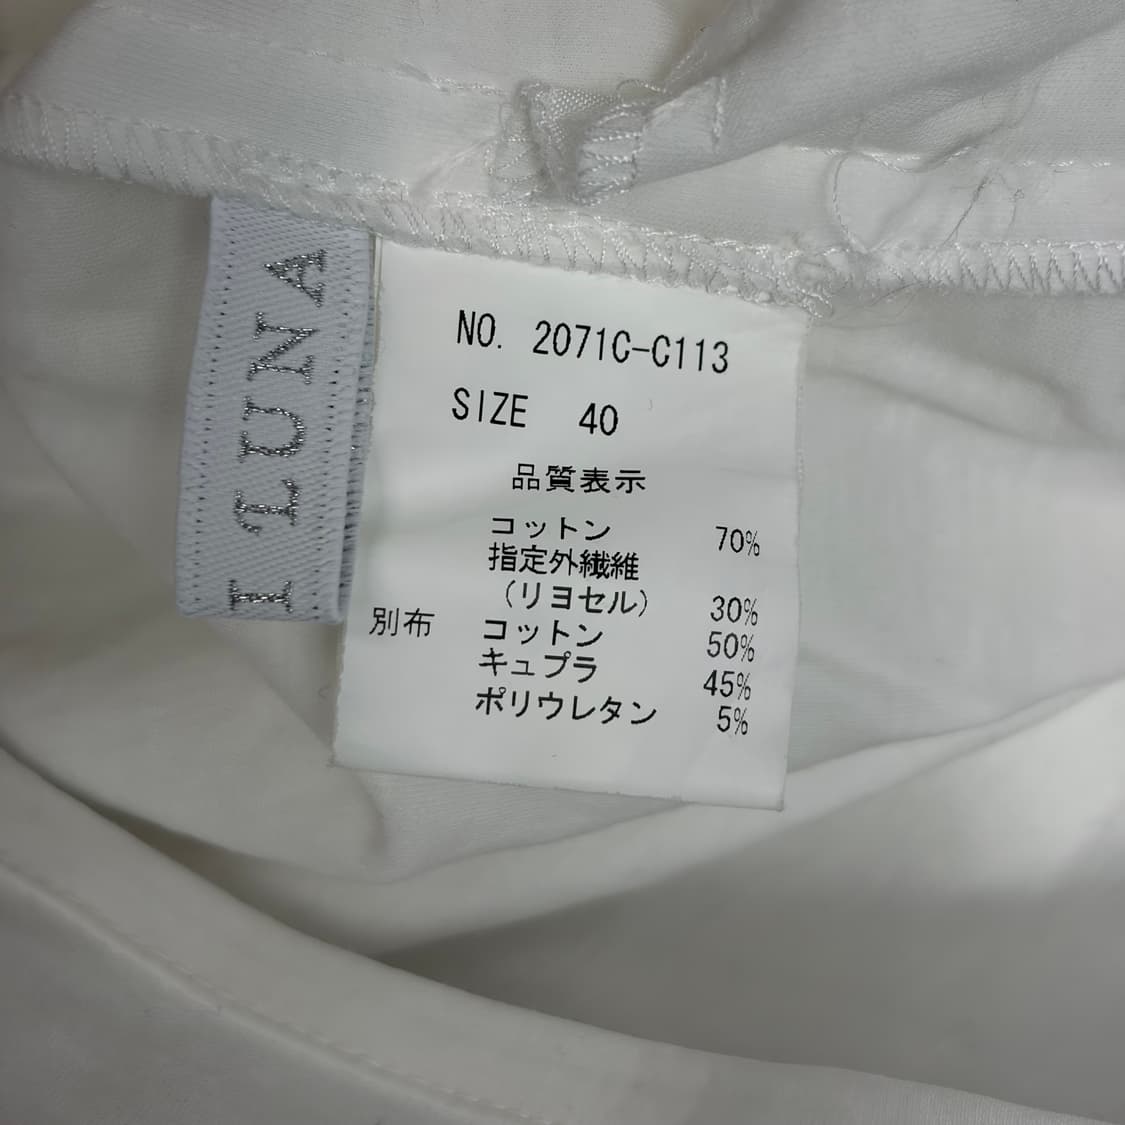 I LUNA
NO. 2071C-C113
SIZE 40
品質表示
コットン 70%
指定外繊維
（リヨセル） 30%
別布 コットン 50%
キュプラ 45%
ポリウレタン 5%